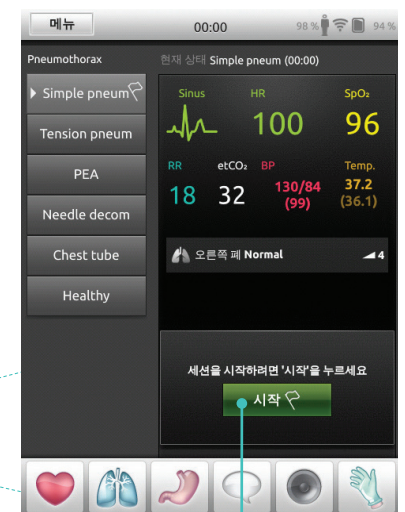 메뉴 00:00 98 % 94 %
Pneumothorax 현재 상태 Simple pneum (00:00)
Simple pneum
Tension pneum
PEA
Needle decom
Chest tube
Healthy
Sinus HR SpO₂
100 96
RR etCO₂ BP Temp.
18 32 130/84 37.2
(99) (36.1)
오른쪽 폐 Normal 4
세션을 시작하려면 '시작'을 누르세요
시작